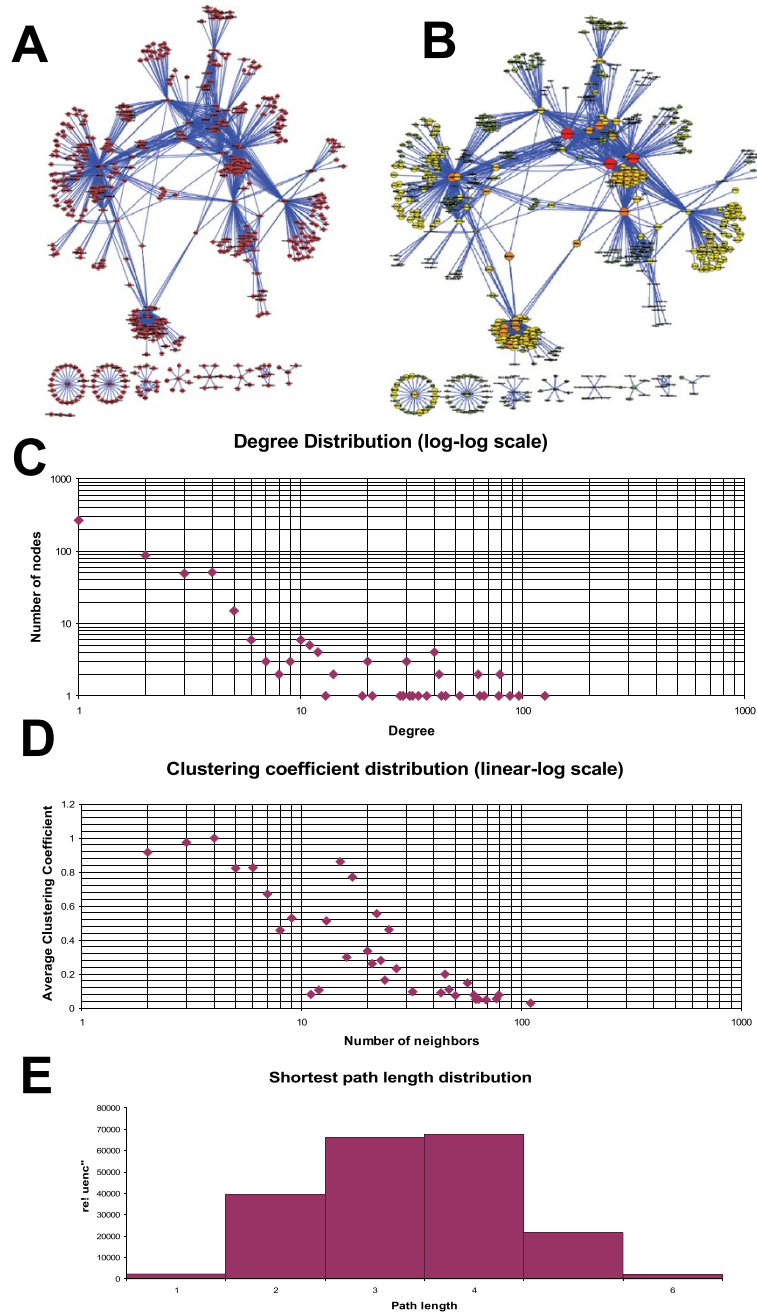 A
B
C
Degree Distribution (log-log scale)
Number of nodes
1000
100
10
1
1
10
100
1000
Degree
D
Clustering coefficient distribution (linear-log scale)
Average Clustering Coefficient
1.2
1
0.8
0.6
0.4
0.2
0
1
10
100
1000
Number of neighbors
E
Shortest path length distribution
re! uenc"
80000
70000
60000
50000
40000
30000
20000
10000
0
1
2
3
4
6
Path length